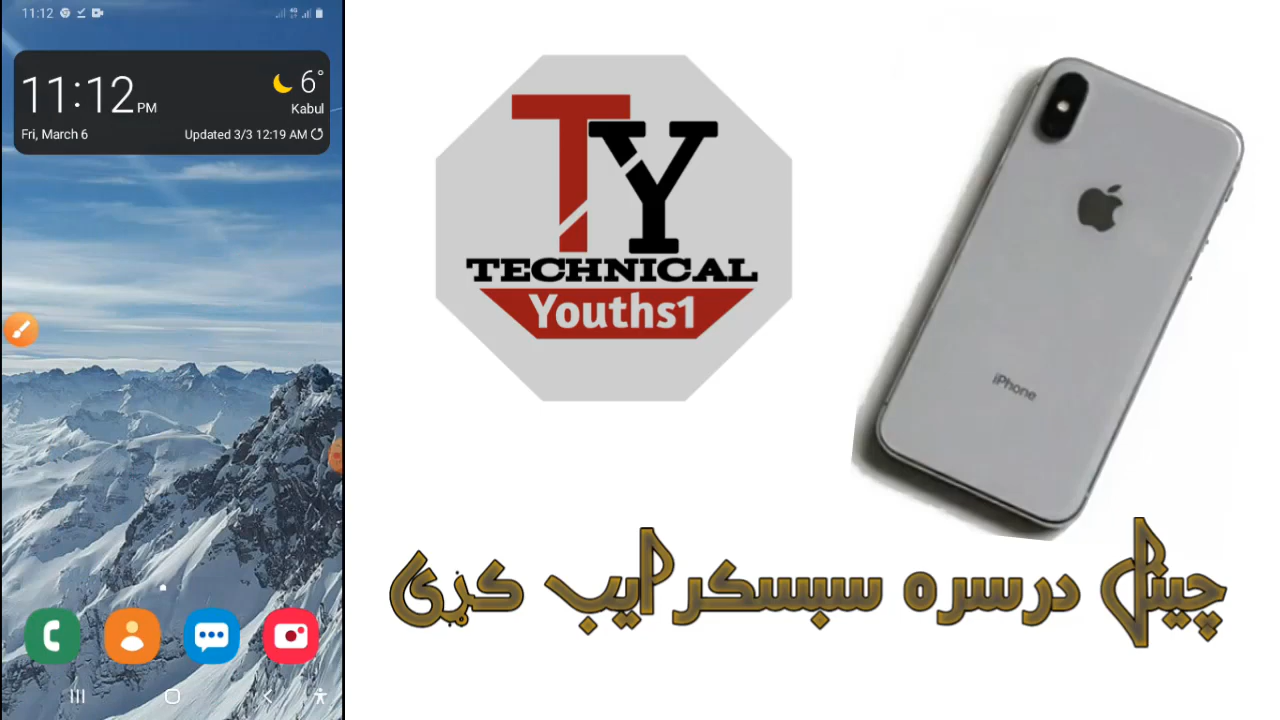 11:12
11:12 PM
6°
Kabul
Fri, March 6
Updated 3/3 12:19 AM
TY
TECHNICAL
Youths1
iPhone
چینل درسره سبسکرایب کړی